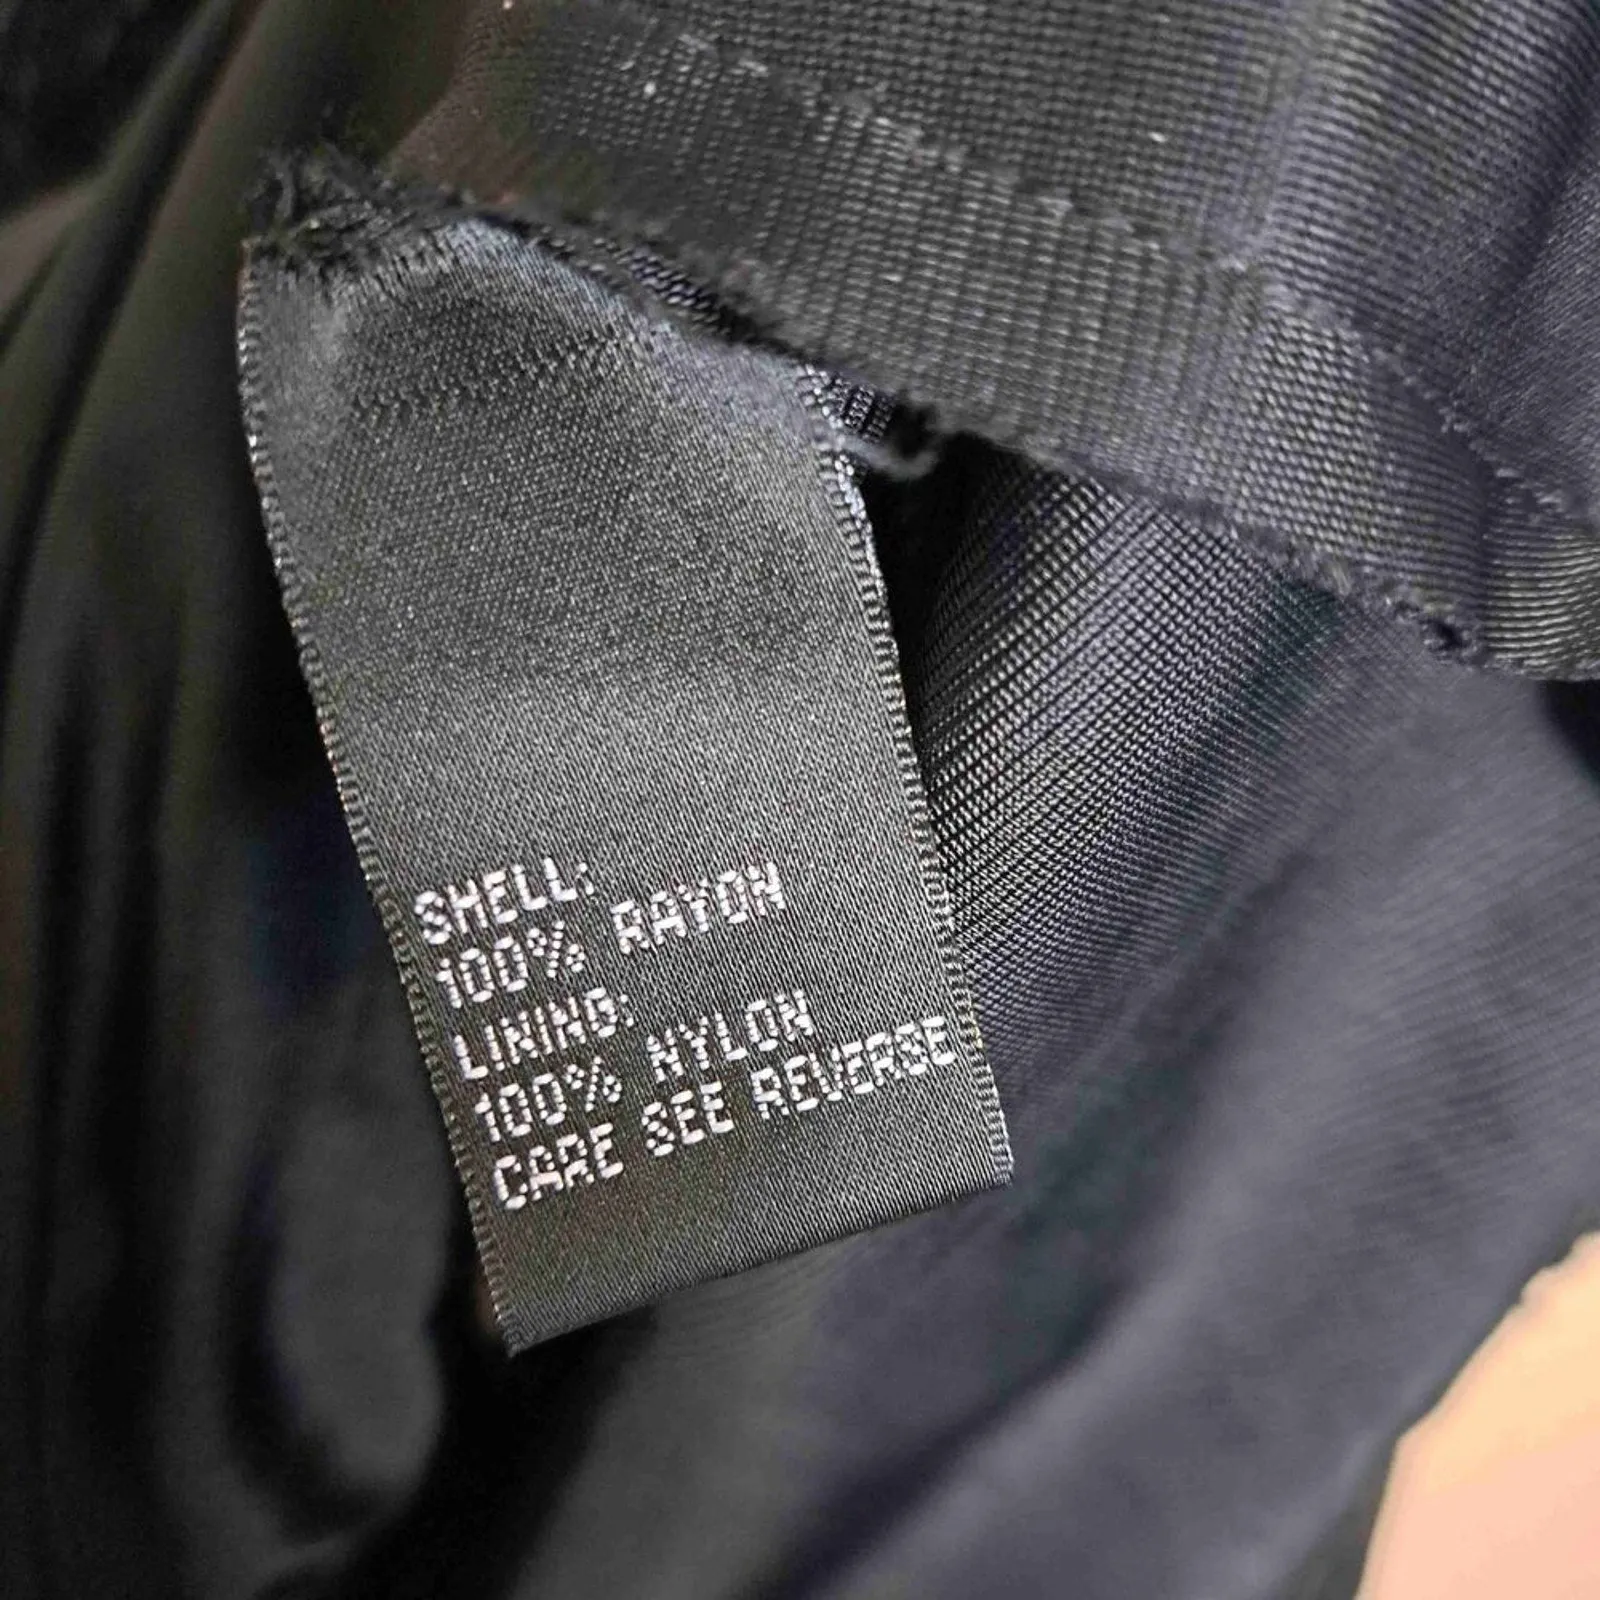 SHELL:
100% RAYON
LINING:
100% NYLON
CARE SEE REVERSE